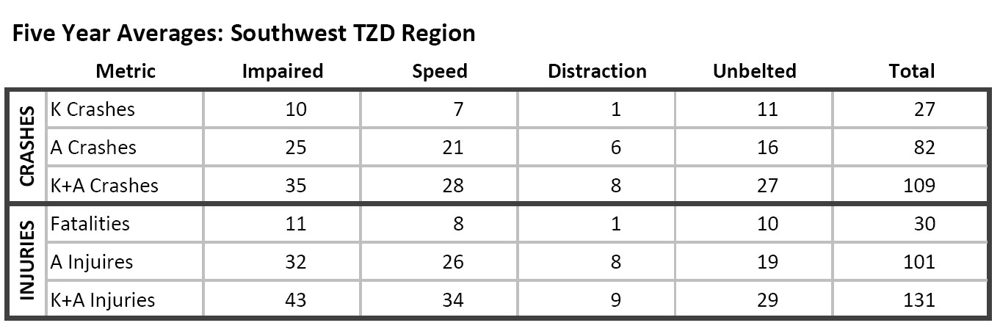 Five Year Averages: Southwest TZD Region
Metric Impaired Speed Distraction Unbelted Total
CRASHES
K Crashes 10 7 1 11 27
A Crashes 25 21 6 16 82
K+A Crashes 35 28 8 27 109
INJURIES
Fatalities 11 8 1 10 30
A Injuires 32 26 8 19 101
K+A Injuries 43 34 9 29 131